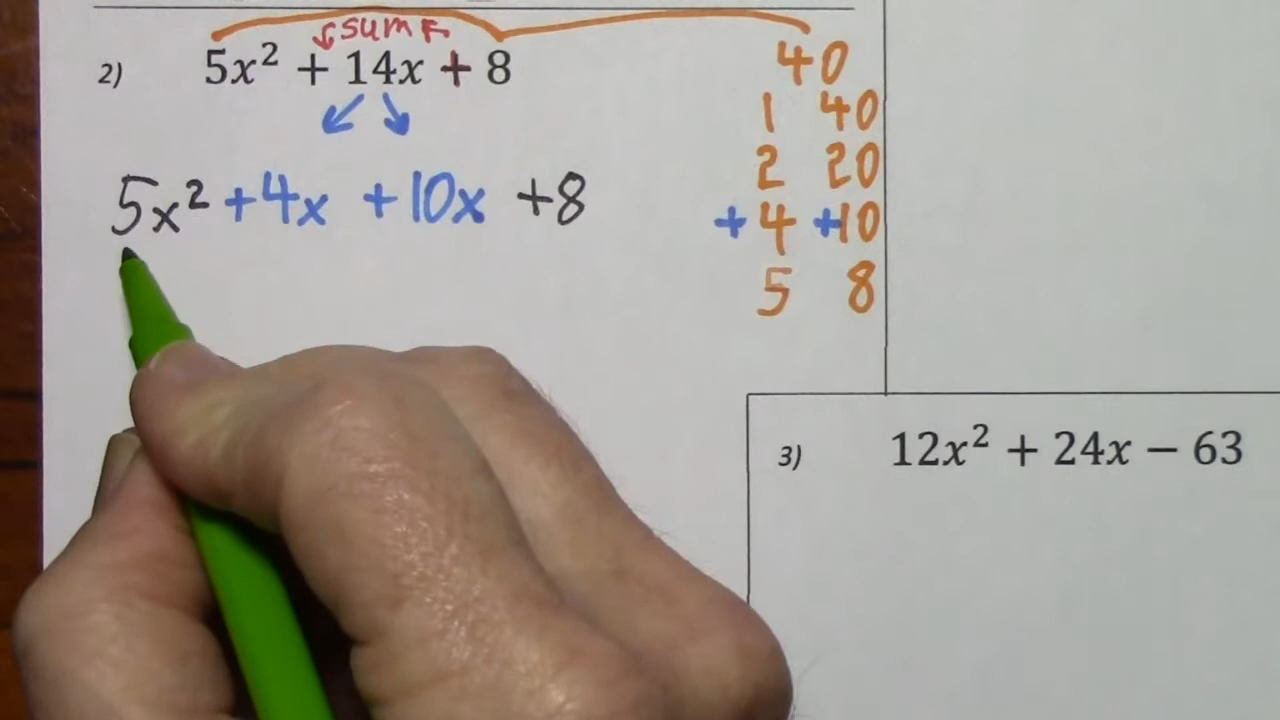 sum
2) 5x² + 14x + 8
5x² +4x +10x +8
40
1 40
2 20
+4 +10
5 8
3) 12x² + 24x − 63